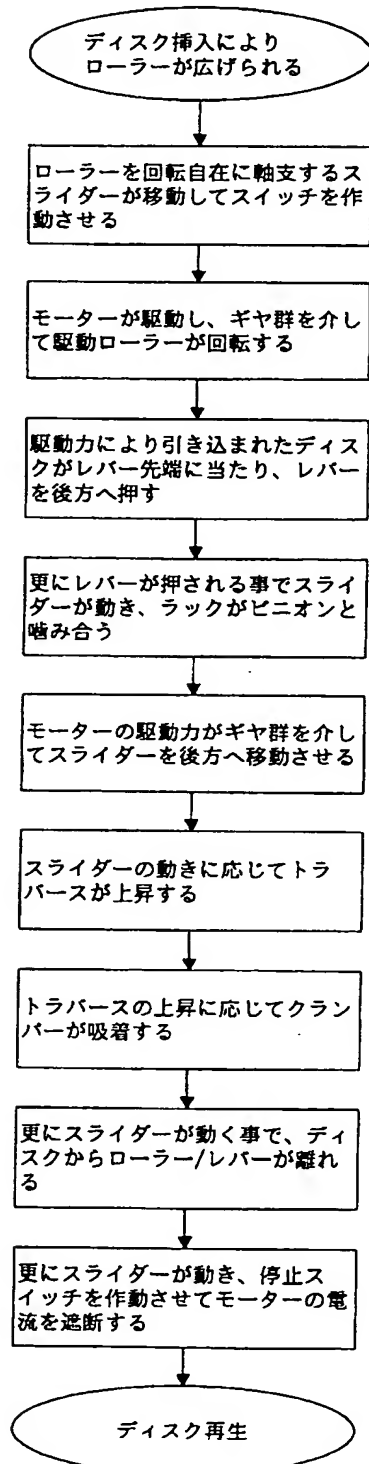 ディスク挿入により
ローラーが広げられる
ローラーを回転自在に軸支するス
ライダーが移動してスイッチを作
動させる
モーターが駆動し、ギヤ群を介し
て駆動ローラーが回転する
駆動力により引き込まれたディス
クがレバー先端に当たり、レバー
を後方へ押す
更にレバーが押される事でスライ
ダーが動き、ラックがピニオンと
噛み合う
モーターの駆動力がギヤ群を介し
てスライダーを後方へ移動させる
スライダーの動きに応じてトラ
バースが上昇する
トラバースの上昇に応じてクラン
パーが吸着する
更にスライダーが動く事で、ディ
スクからローラー/レバーが離れ
る
更にスライダーが動き、停止ス
イッチを作動させてモーターの電
流を遮断する
ディスク再生